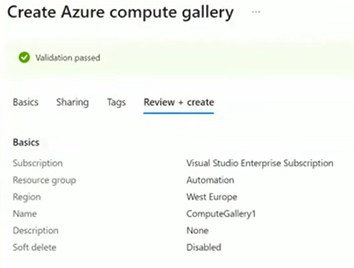 Create Azure compute gallery ...
Validation passed
Basics Sharing Tags Review + create
Basics
Subscription Visual Studio Enterprise Subscription
Resource group Automation
Region West Europe
Name ComputeGallery1
Description None
Soft delete Disabled